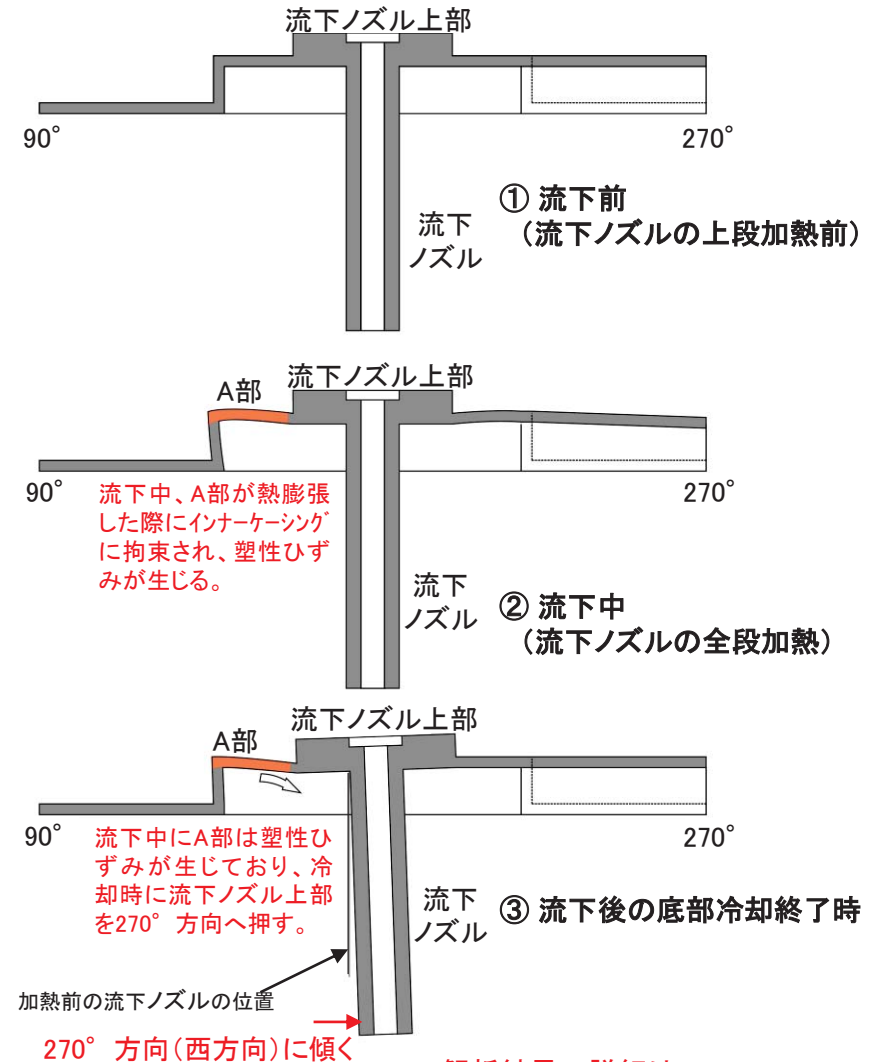 流下ノズル上部
90°
270°
流下
ノズル
① 流下前
（流下ノズルの上段加熱前）
A部
流下ノズル上部
90°
270°
流下中、A部が熱膨張
した際にインナーケーシング
に拘束され、塑性ひず
みが生じる。
流下
ノズル
② 流下中
（流下ノズルの全段加熱）
流下ノズル上部
A部
90°
270°
流下中にA部は塑性ひ
ずみが生じており、冷
却時に流下ノズル上部
を270°方向へ押す。
流下
ノズル
③ 流下後の底部冷却終了時
加熱前の流下ノズルの位置
270°方向（西方向）に傾く